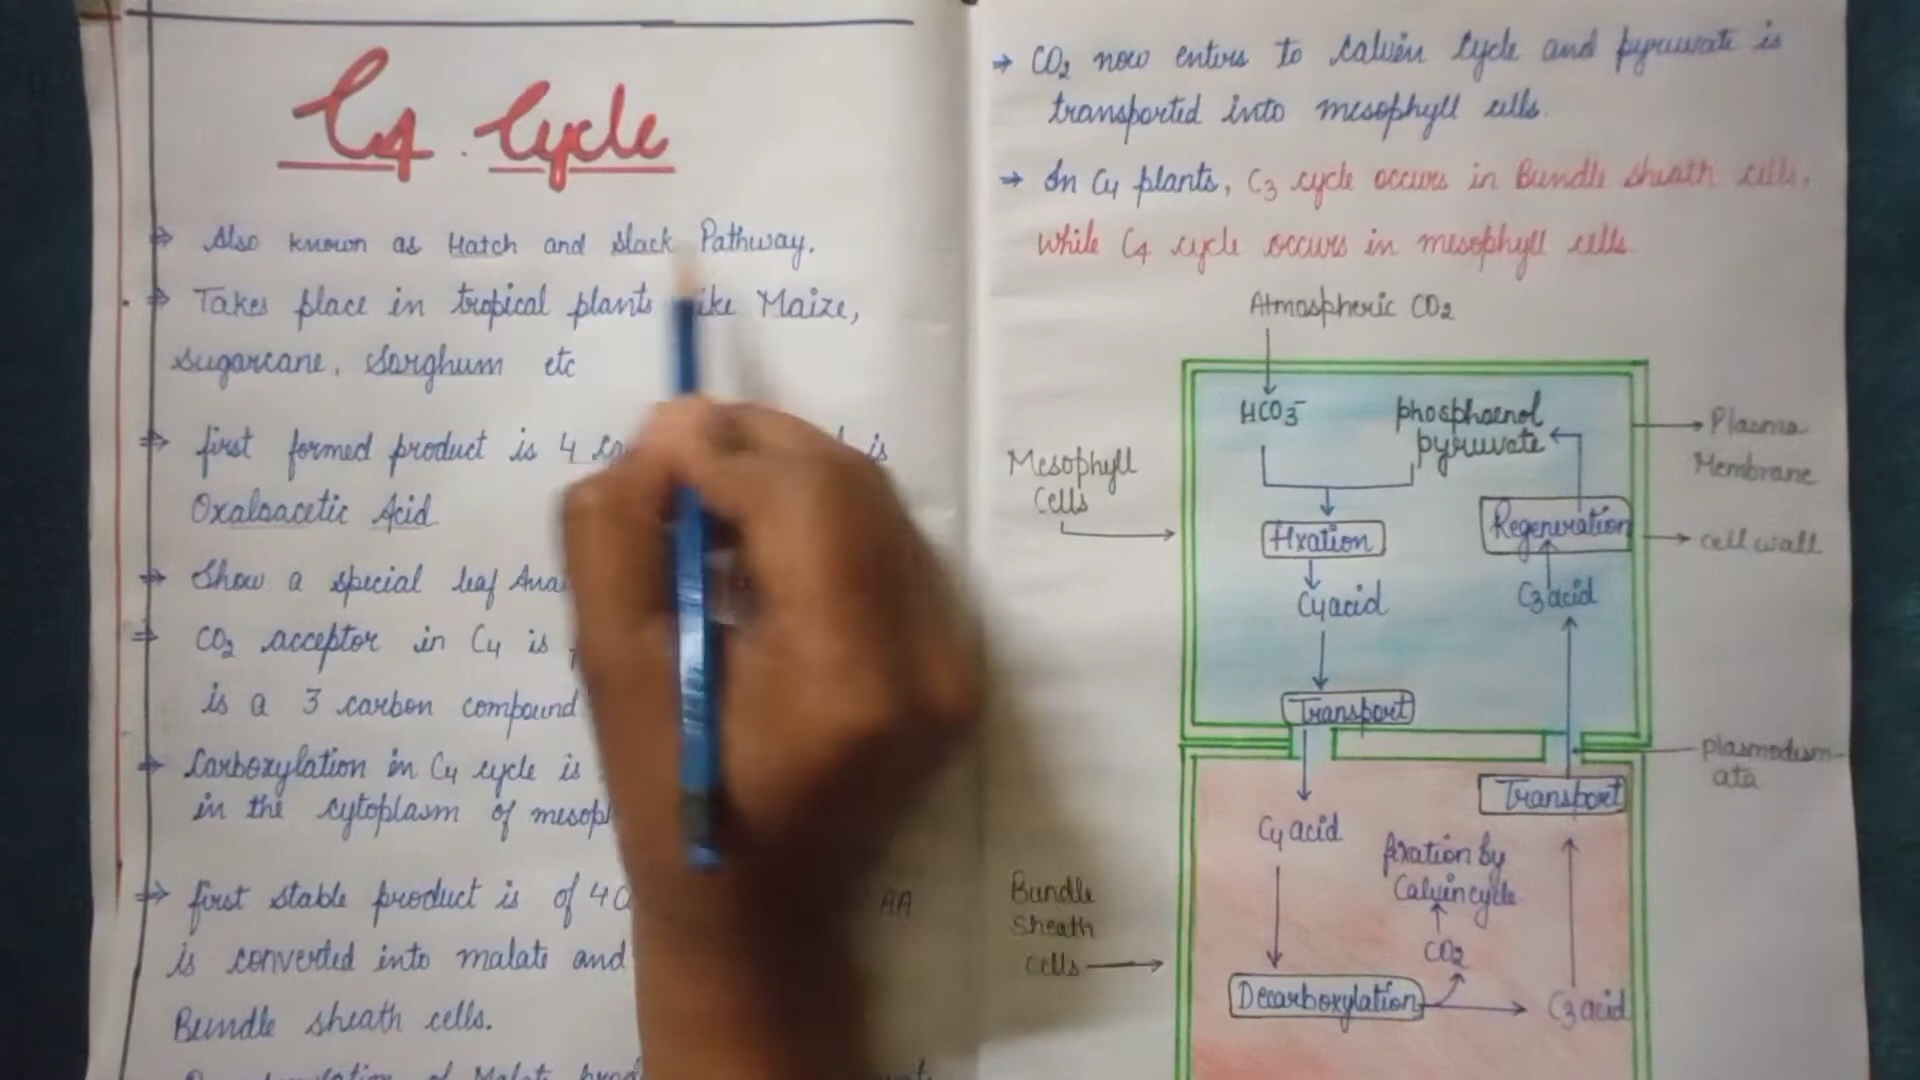 C4 Cycle
⇒ Also known as Hatch and Slack Pathway.
⇒ Takes place in tropical plants like Maize,
Sugarcane, Sorghum etc
⇒ first formed product is 4 is
Oxaloacetic Acid
⇒ Show a special leaf
⇒ CO2 acceptor in C4 is
is a 3 carbon compound
⇒ Carboxylation in C4 cycle is
in the cytoplasm of
⇒ first stable product is of 4C AA
is converted into malate and
Bundle sheath cells.
of Malate
→ CO2 now enters to Calvin Cycle and pyruvate is
transported into mesophyll cells.
→ In C4 plants, C3 cycle occurs in Bundle sheath cells,
while C4 cycle occurs in mesophyll cells
Atmospheric CO2
HCO3-
phosphoenol
pyruvate
Plasma
Membrane
Mesophyll
Cells
Fixation
Regeneration
cell wall
C4 acid
C3 acid
Transport
plasmodesm-
ata
Transport
C4 acid
fixation by
Calvin cycle
Bundle
Sheath
cells
CO2
Decarboxylation
C3 acid